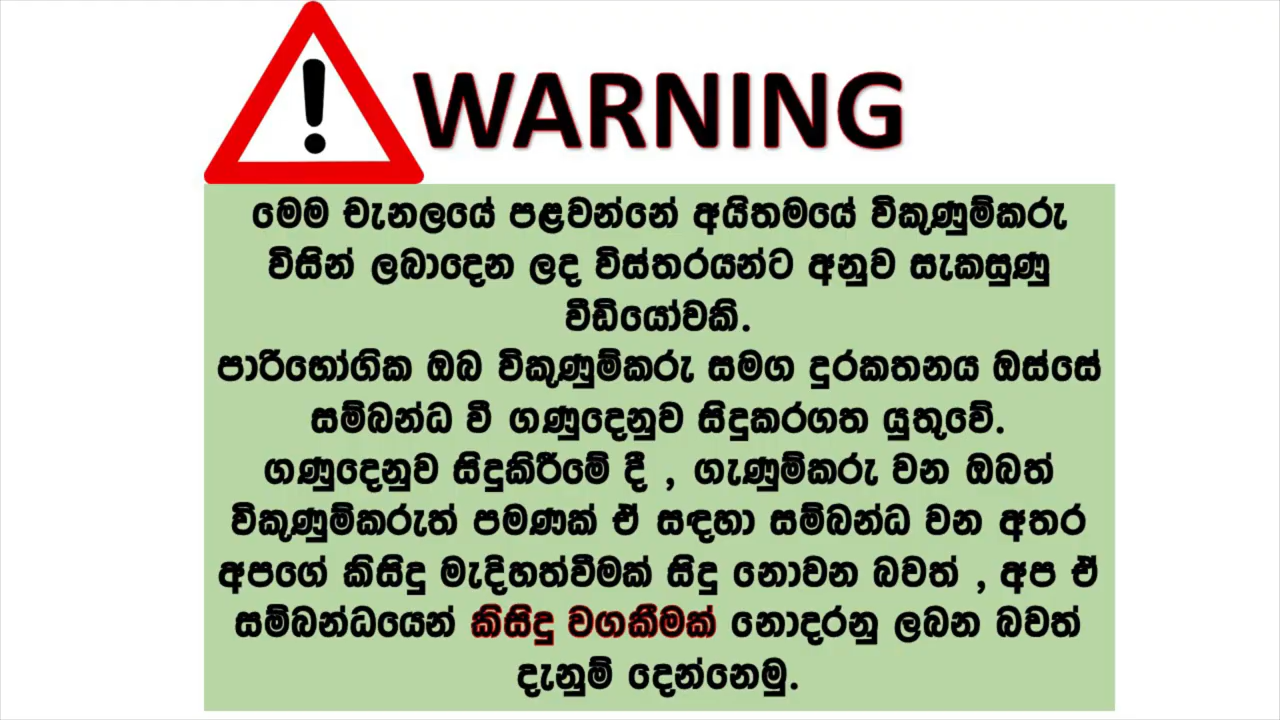 WARNING
මෙම චැනලයේ පළවන්නේ අයිතමයේ විකුණුම්කරු
විසින් ලබාදෙන ලද විස්තරයන්ට අනුව සැකසුණු
වීඩියෝවකි.
පාරිභෝගික ඔබ විකුණුම්කරු සමග දුරකතනය ඔස්සේ
සම්බන්ධ වී ගණුදෙනුව සිදුකරගත යුතුවේ.
ගණුදෙනුව සිදුකිරීමේ දී , ගැණුම්කරු වන ඔබත්
විකුණුම්කරුත් පමණක් ඒ සඳහා සම්බන්ධ වන අතර
අපගේ කිසිදු මැදිහත්වීමක් සිදු නොවන බවත් , අප ඒ
සම්බන්ධයෙන් කිසිදු වගකීමක් නොදරනු ලබන බවත්
දැනුම් දෙන්නෙමු.